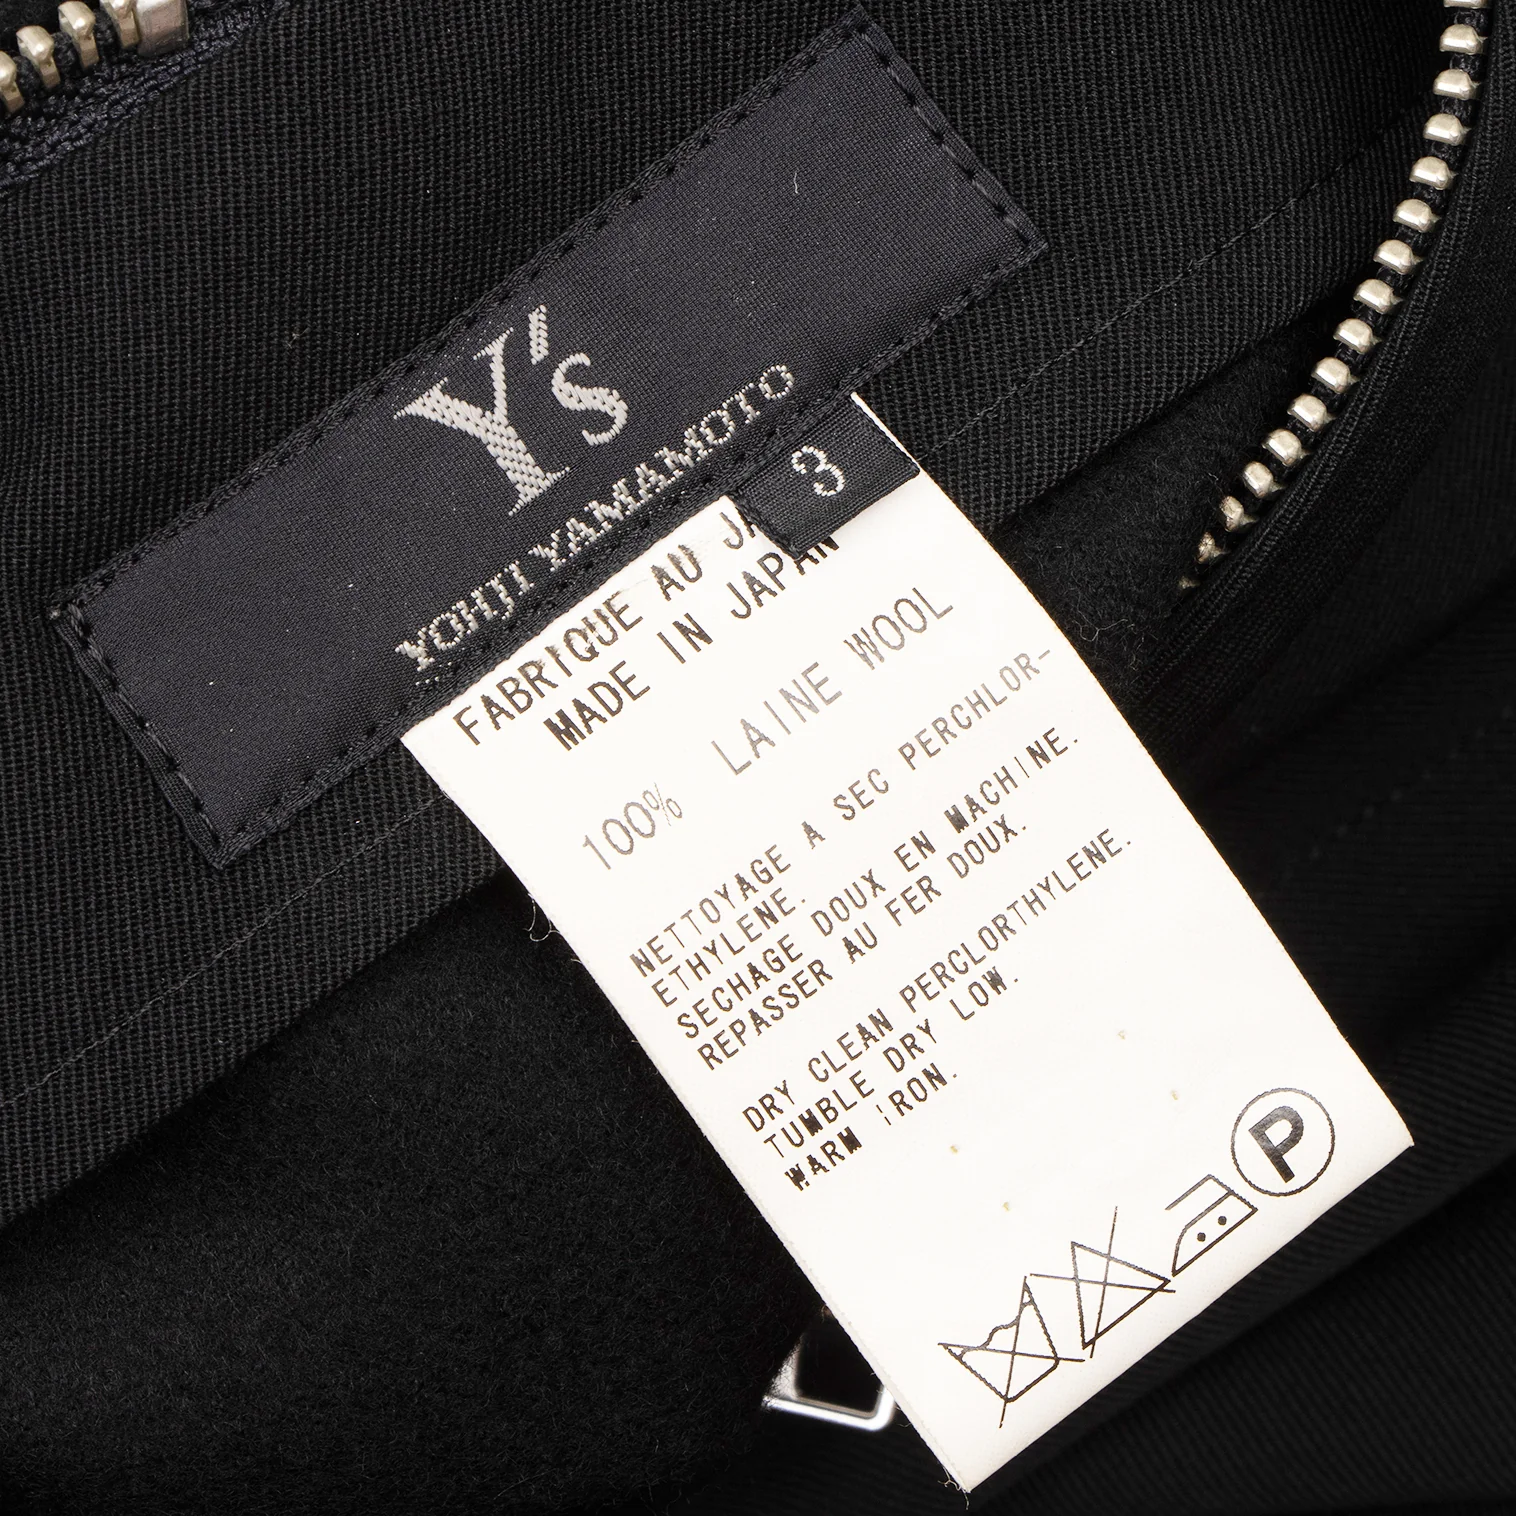 Y's
YOHJI YAMAMOTO
3
FABRIQUE AU
MADE IN JAPAN
100% LAINE WOOL
NETTOYAGE A SEC PERCHLOR-
ETHYLENE.
SECHAGE DOUX EN MACHINE.
REPASSER AU FER DOUX.
DRY CLEAN PERCLORTHYLENE.
TUMBLE DRY LOW.
WARM IRON.
P